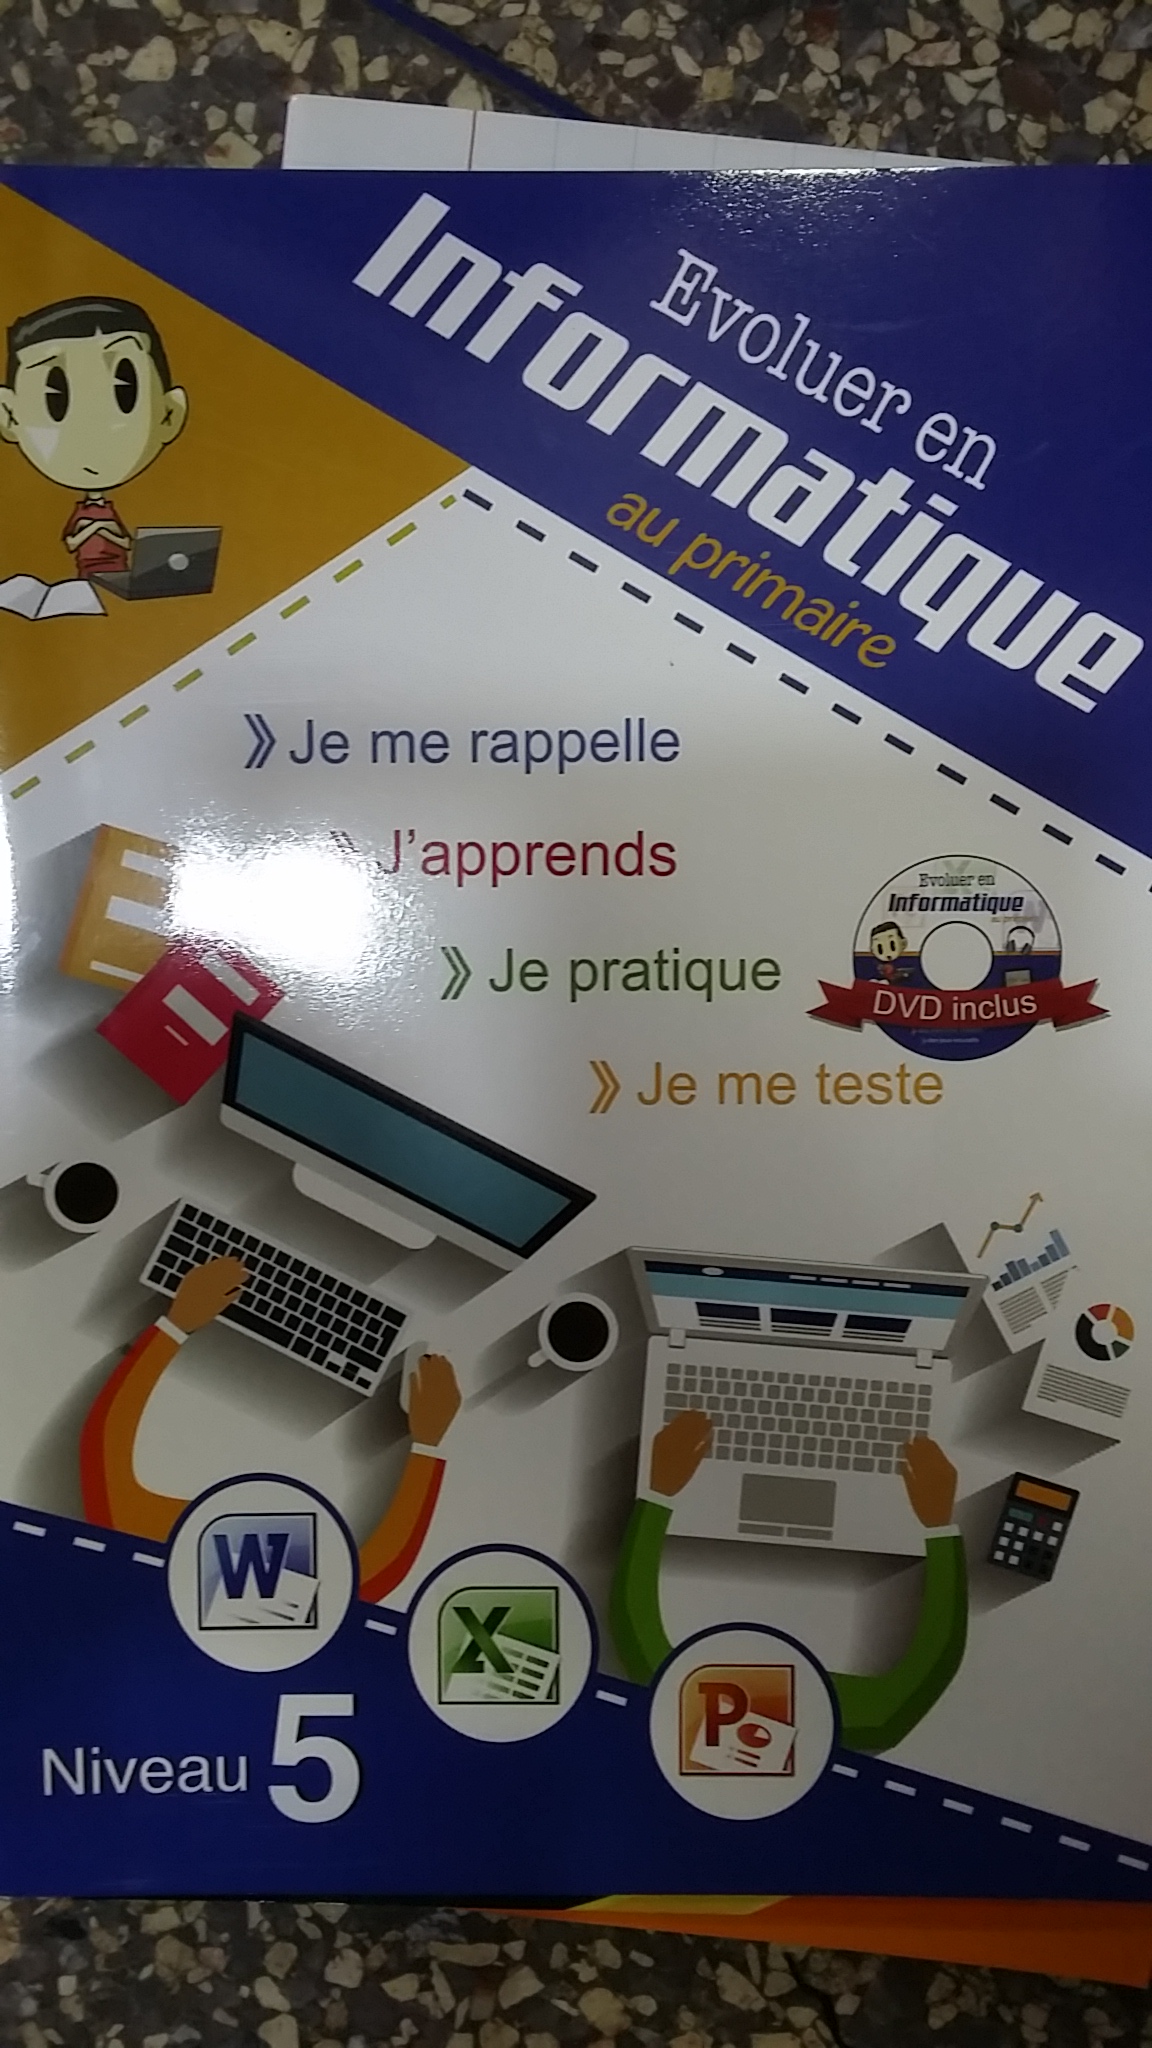 Evoluer en
Informatique
au primaire
Je me rappelle
J'apprends
Je pratique
Je me teste
Evoluer en
Informatique
DVD inclus
W
X
P
Niveau 5